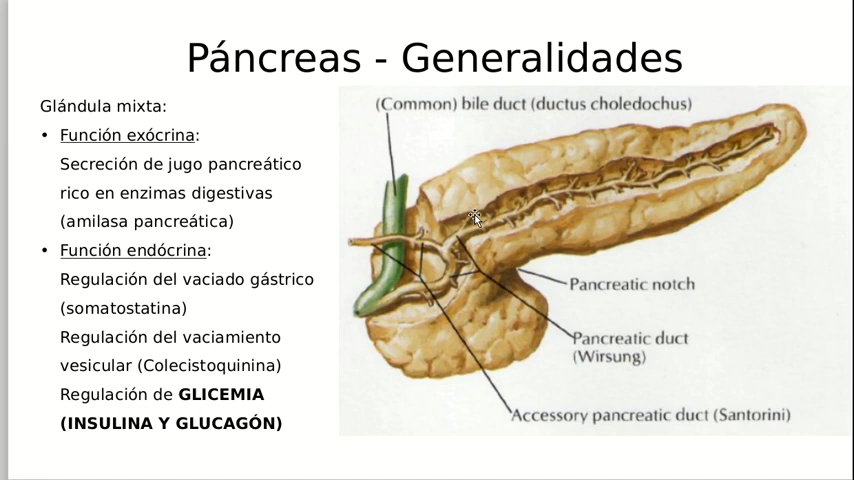 Páncreas - Generalidades
Glándula mixta:
• Función exócrina:
Secreción de jugo pancreático
rico en enzimas digestivas
(amilasa pancreática)
• Función endócrina:
Regulación del vaciado gástrico
(somatostatina)
Regulación del vaciamiento
vesicular (Colecistoquinina)
Regulación de GLICEMIA
(INSULINA Y GLUCAGÓN)
(Common) bile duct (ductus choledochus)
Pancreatic notch
Pancreatic duct
(Wirsung)
Accessory pancreatic duct (Santorini)